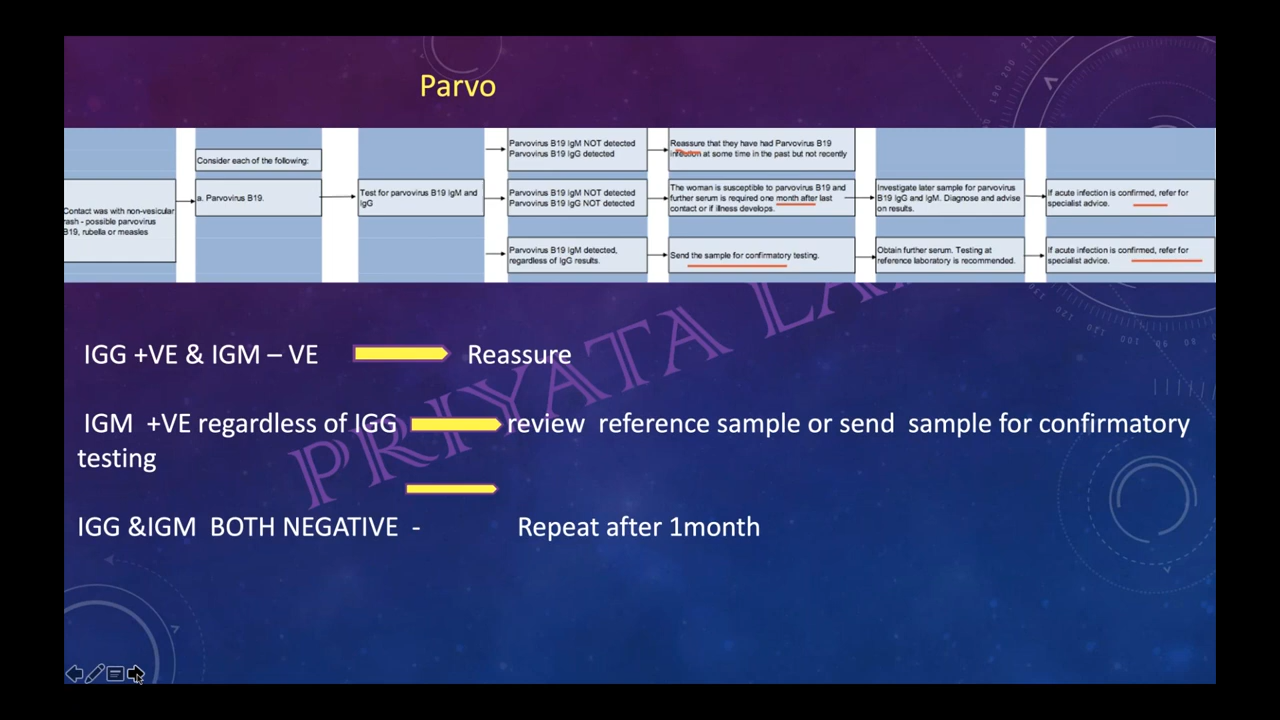 Parvo
Consider each of the following:
Contact was with non-vesicular
rash - possible parvovirus
B19, rubella or measles
a. Parvovirus B19.
Test for parvovirus B19 IgM and
IgG
Parvovirus B19 IgM NOT detected
Parvovirus B19 IgG detected
Reassure that they have had Parvovirus B19
infection at some time in the past but not recently
Parvovirus B19 IgM NOT detected
Parvovirus B19 IgG NOT detected
The woman is susceptible to parvovirus B19 and
further serum is required one month after last
contact or if illness develops.
Investigate later sample for parvovirus
B19 IgG and IgM. Diagnose and advise
on results.
If acute infection is confirmed, refer for
specialist advice.
Parvovirus B19 IgM detected,
regardless of IgG results.
Send the sample for confirmatory testing.
Obtain further serum. Testing at
reference laboratory is recommended.
If acute infection is confirmed, refer for
specialist advice.
PRIYATA LA
IGG +VE & IGM – VE Reassure
IGM +VE regardless of IGG review reference sample or send sample for confirmatory
testing
IGG &IGM BOTH NEGATIVE - Repeat after 1month